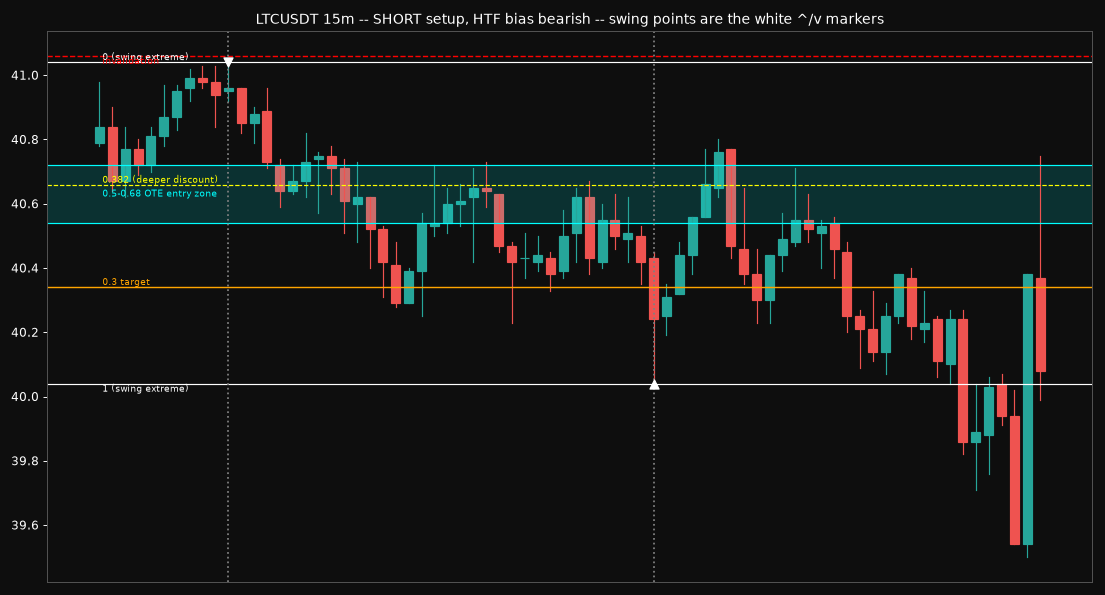 LTCUSDT 15m -- SHORT setup, HTF bias bearish -- swing points are the white ^/v markers
0 (swing extreme)
41.0
40.8
0.382 (deeper discount)
0.5-0.68 OTE entry zone
40.6
40.4
0.3 target
40.2
1 (swing extreme)
40.0
39.8
39.6